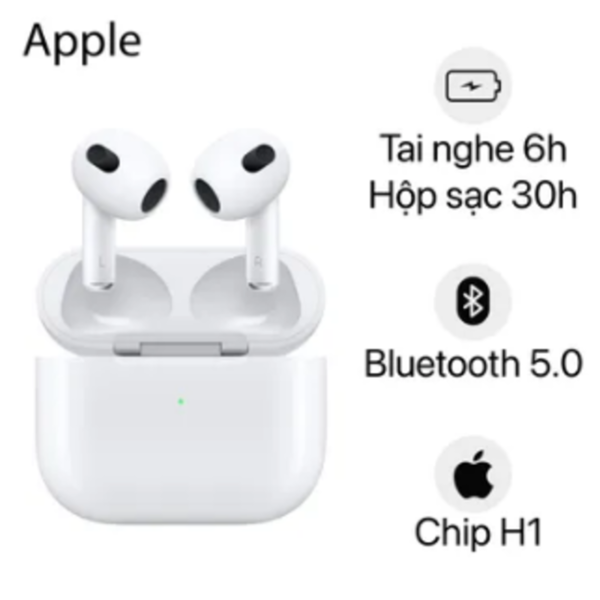 Apple
Tai nghe 6h
Hộp sạc 30h
L
R
Bluetooth 5.0
Chip H1